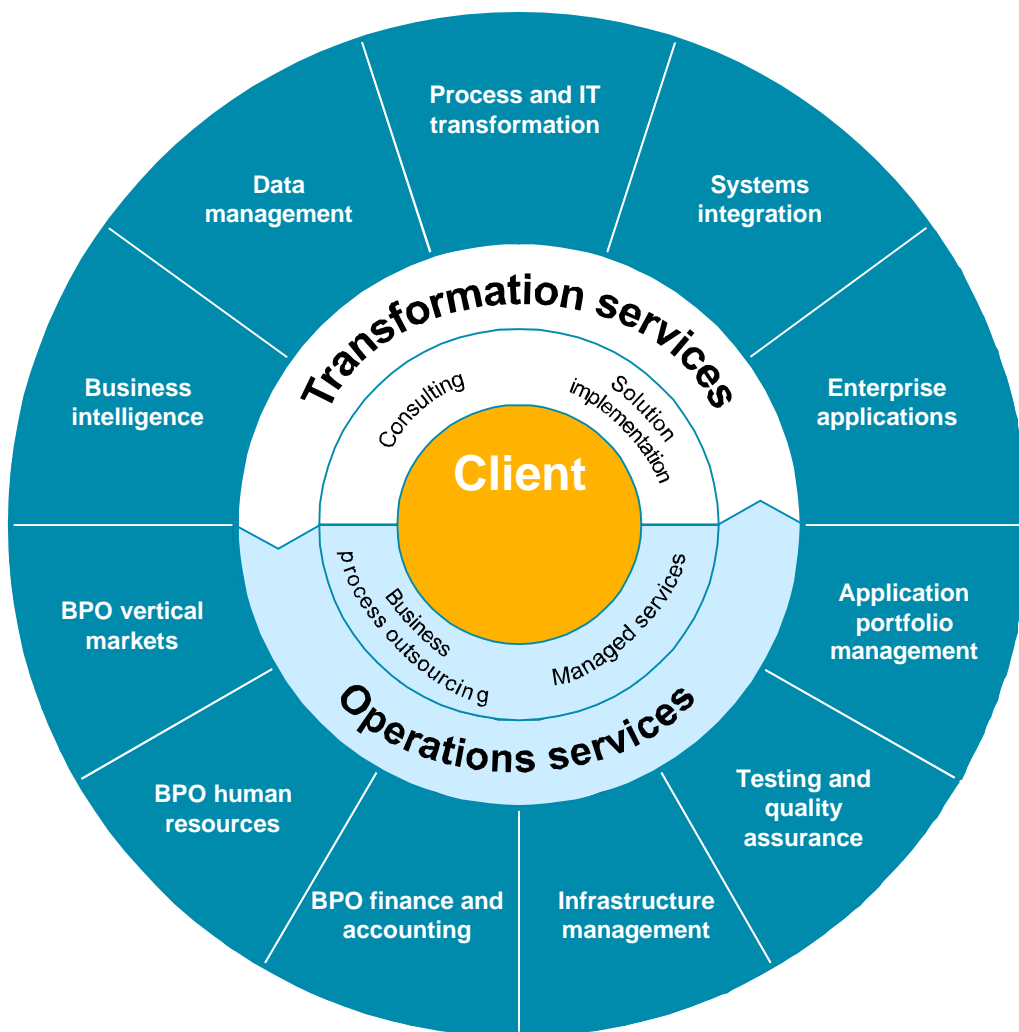 Process and IT
transformation
Data
management
Systems
integration
Business
intelligence
Enterprise
applications
Transformation services
Consulting
Solution
implementation
Client
Business
process outsourcing
Managed services
Operations services
BPO vertical
markets
Application
portfolio
management
BPO human
resources
Testing and
quality
assurance
BPO finance and
accounting
Infrastructure
management